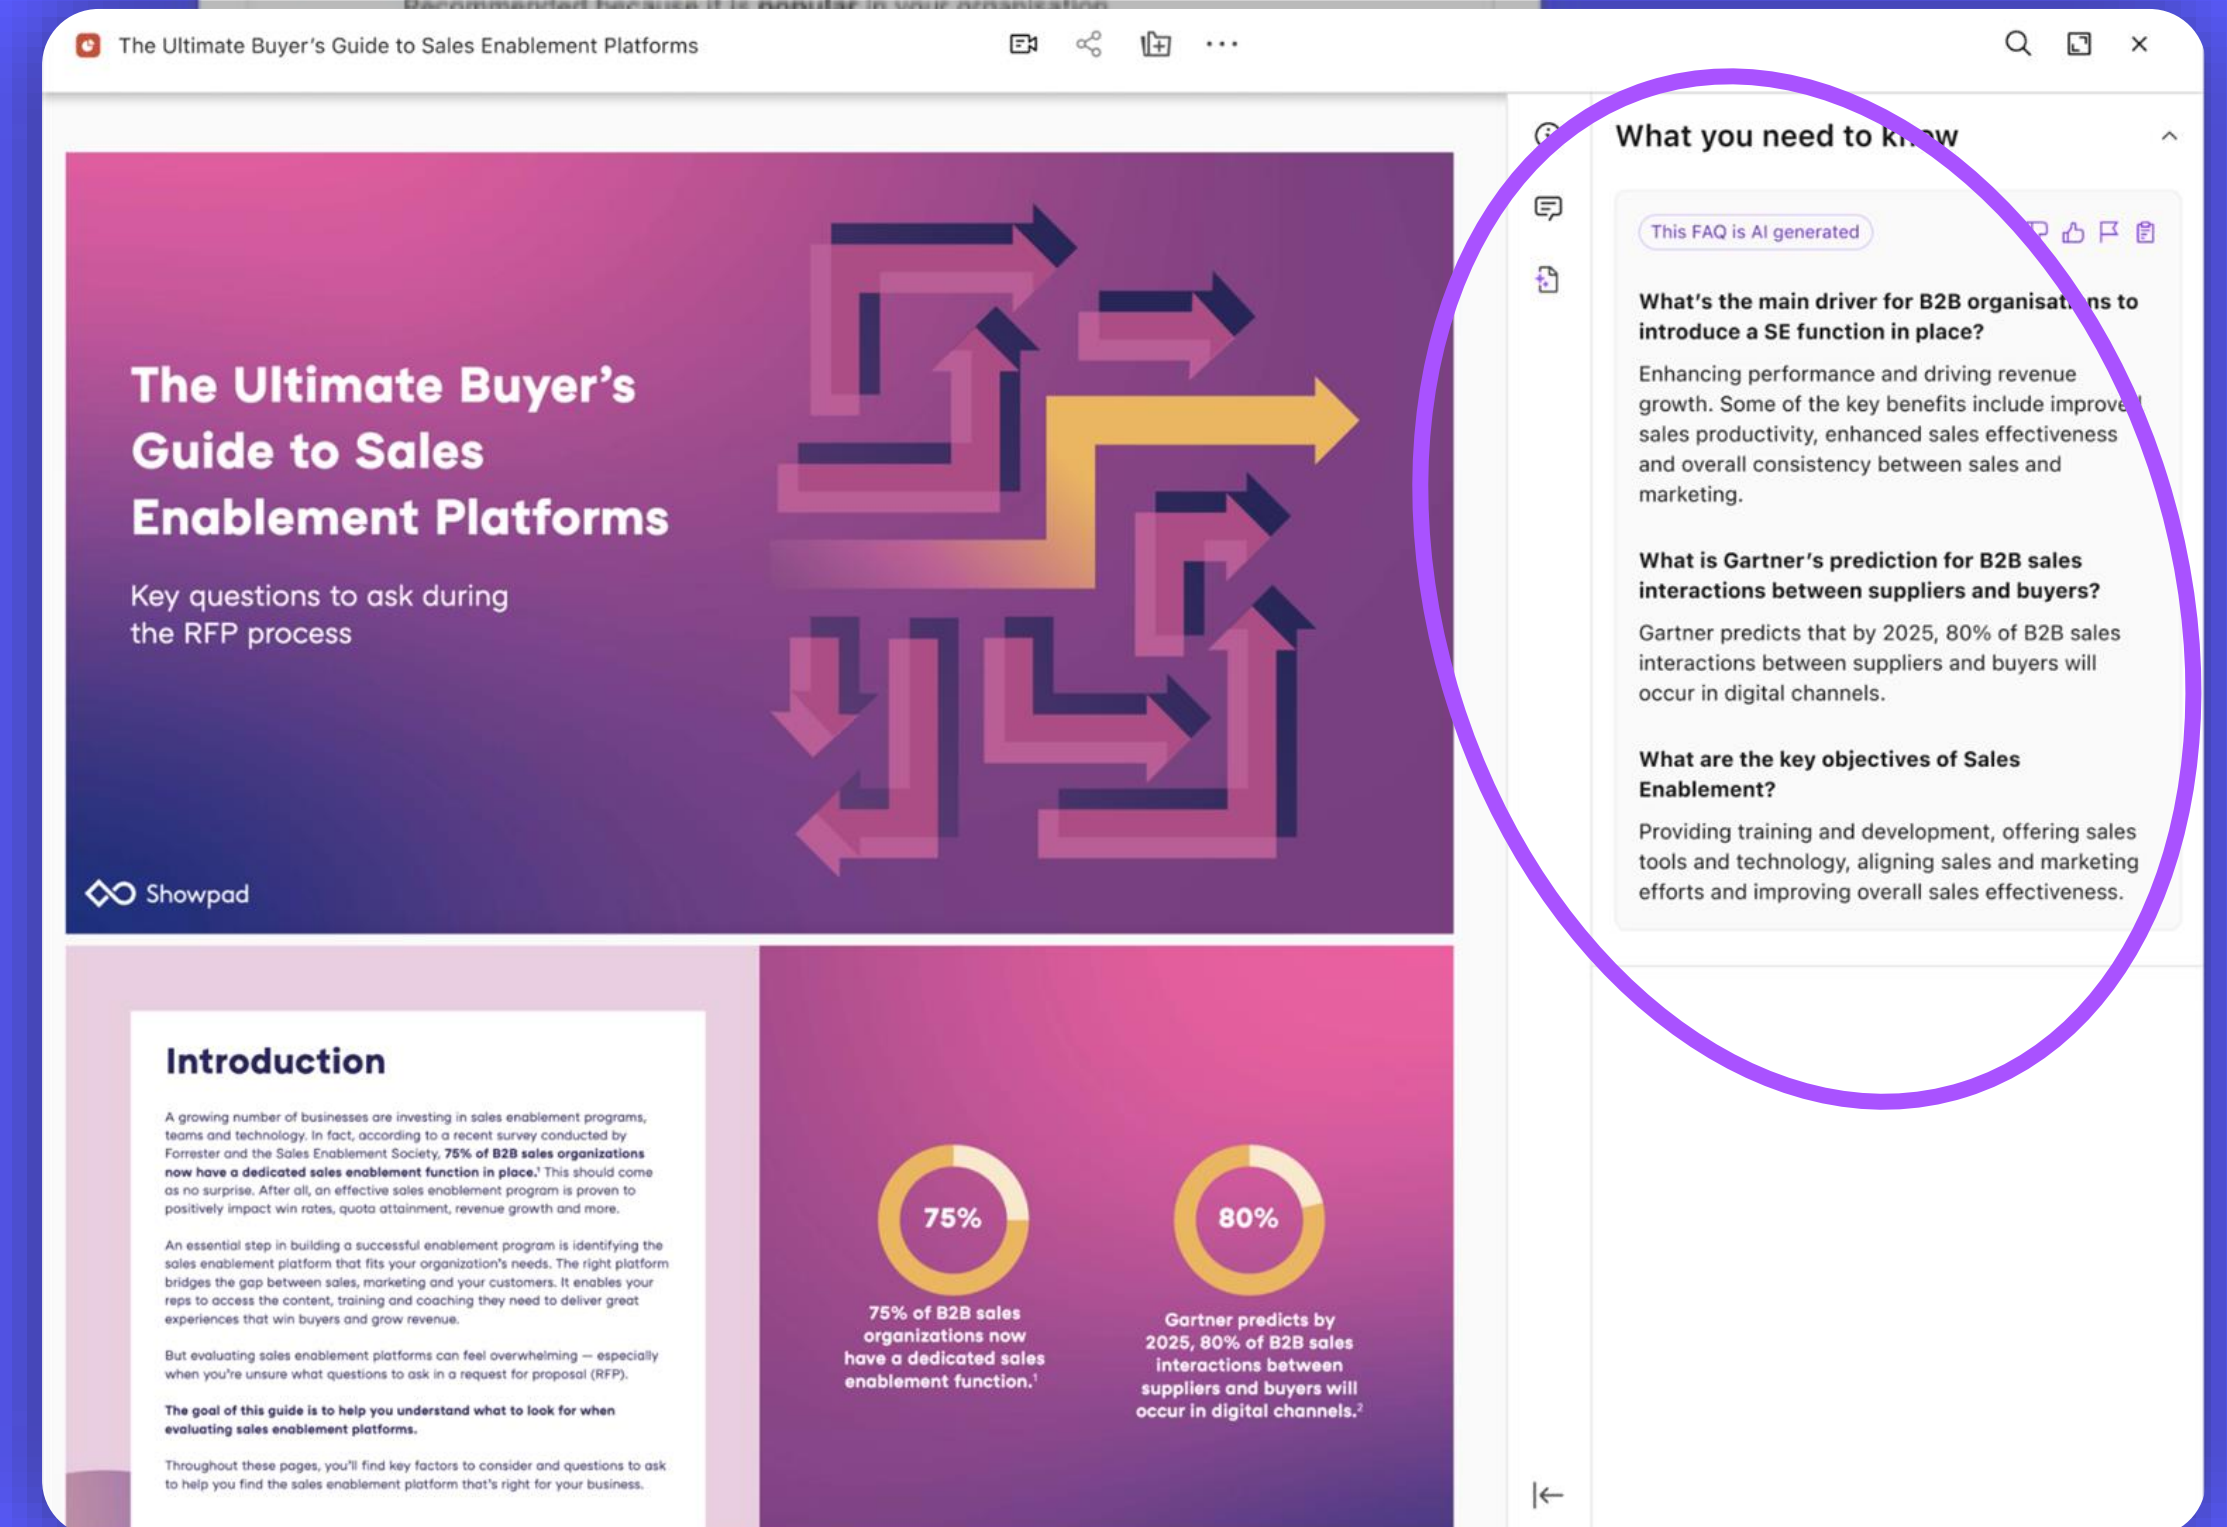 Recommended because it is popular in your organisation
The Ultimate Buyer's Guide to Sales Enablement Platforms
The Ultimate Buyer's
Guide to Sales
Enablement Platforms
Key questions to ask during
the RFP process
Showpad
Introduction
A growing number of businesses are investing in sales enablement programs,
teams and technology. In fact, according to a recent survey conducted by
Forrester and the Sales Enablement Society, 75% of B2B sales organizations
now have a dedicated sales enablement function in place.¹ This should come
as no surprise. After all, an effective sales enablement program is proven to
positively impact win rates, quota attainment, revenue growth and more.
An essential step in building a successful enablement program is identifying the
sales enablement platform that fits your organization's needs. The right platform
bridges the gap between sales, marketing and your customers. It enables your
reps to access the content, training and coaching they need to deliver great
experiences that win buyers and grow revenue.
But evaluating sales enablement platforms can feel overwhelming — especially
when you're unsure what questions to ask in a request for proposal (RFP).
The goal of this guide is to help you understand what to look for when
evaluating sales enablement platforms.
Throughout these pages, you'll find key factors to consider and questions to ask
to help you find the sales enablement platform that's right for your business.
75%
75% of B2B sales
organizations now
have a dedicated sales
enablement function.¹
80%
Gartner predicts by
2025, 80% of B2B sales
interactions between
suppliers and buyers will
occur in digital channels.²
What you need to know
This FAQ is AI generated
What's the main driver for B2B organisations to
introduce a SE function in place?
Enhancing performance and driving revenue
growth. Some of the key benefits include improved
sales productivity, enhanced sales effectiveness
and overall consistency between sales and
marketing.
What is Gartner's prediction for B2B sales
interactions between suppliers and buyers?
Gartner predicts that by 2025, 80% of B2B sales
interactions between suppliers and buyers will
occur in digital channels.
What are the key objectives of Sales
Enablement?
Providing training and development, offering sales
tools and technology, aligning sales and marketing
efforts and improving overall sales effectiveness.